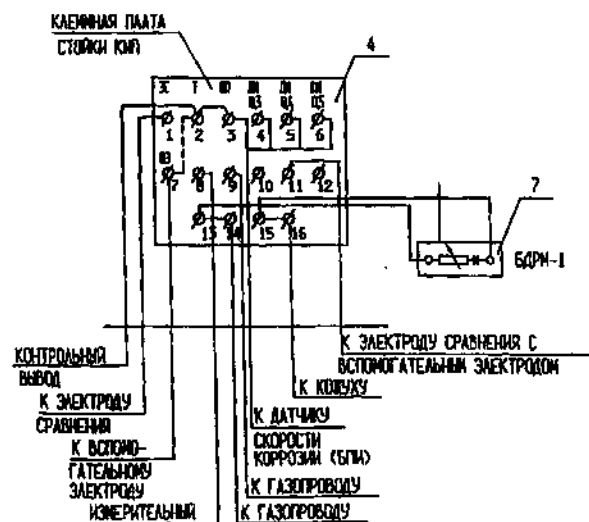 КЛЕММНАЯ ПЛАТА
СТОЙКИ КИП
4
ЭС Т
1 2 3 4 5 6
ВЭ
7 8 9 10 11 12
13 14 15 16
7
БДРМ-1
КОНТРОЛЬНЫЙ
ВЫВОД
К ЭЛЕКТРОДУ
СРАВНЕНИЯ
К ВСПОМО-
ГАТЕЛЬНОМУ
ЭЛЕКТРОДУ
ИЗМЕРИТЕЛЬНЫЙ
К ЭЛЕКТРОДУ СРАВНЕНИЯ С
ВСПОМОГАТЕЛЬНЫМ ЭЛЕКТРОДОМ
К КОЖУХУ
К ДАТЧИКУ
СКОРОСТИ
КОРРОЗИИ (БПИ)
К ГАЗОПРОВОДУ
К ГАЗОПРОВОДУ